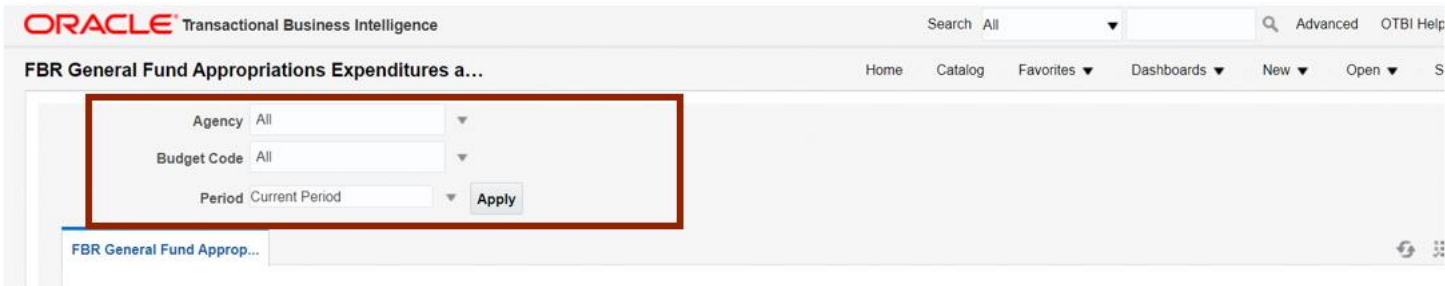 ORACLE Transactional Business Intelligence Search All Advanced OTBI Help
FBR General Fund Appropriations Expenditures a... Home Catalog Favorites Dashboards New Open S
Agency All
Budget Code All
Period Current Period Apply
FBR General Fund Approp...